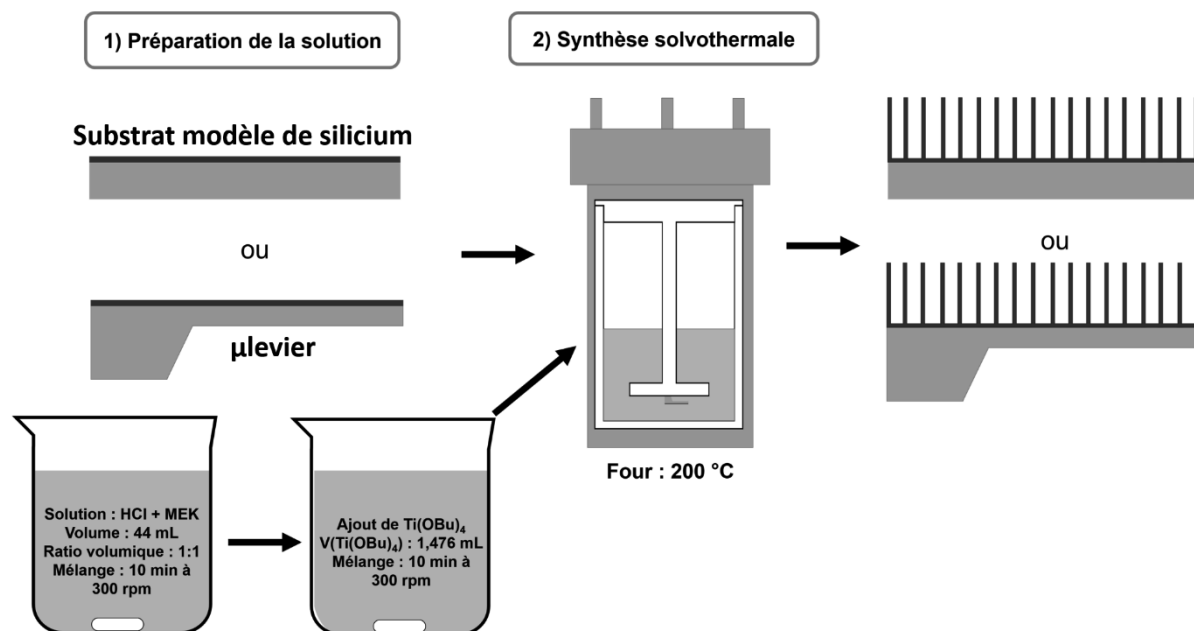 1) Préparation de la solution
2) Synthèse solvothermale
Substrat modèle de silicium
ou
µlevier
ou
Four : 200 °C
Solution : HCl + MEK
Volume : 44 mL
Ratio volumique : 1:1
Mélange : 10 min à
300 rpm
Ajout de Ti(OBu)₄
V(Ti(OBu)₄) : 1,476 mL
Mélange : 10 min à
300 rpm